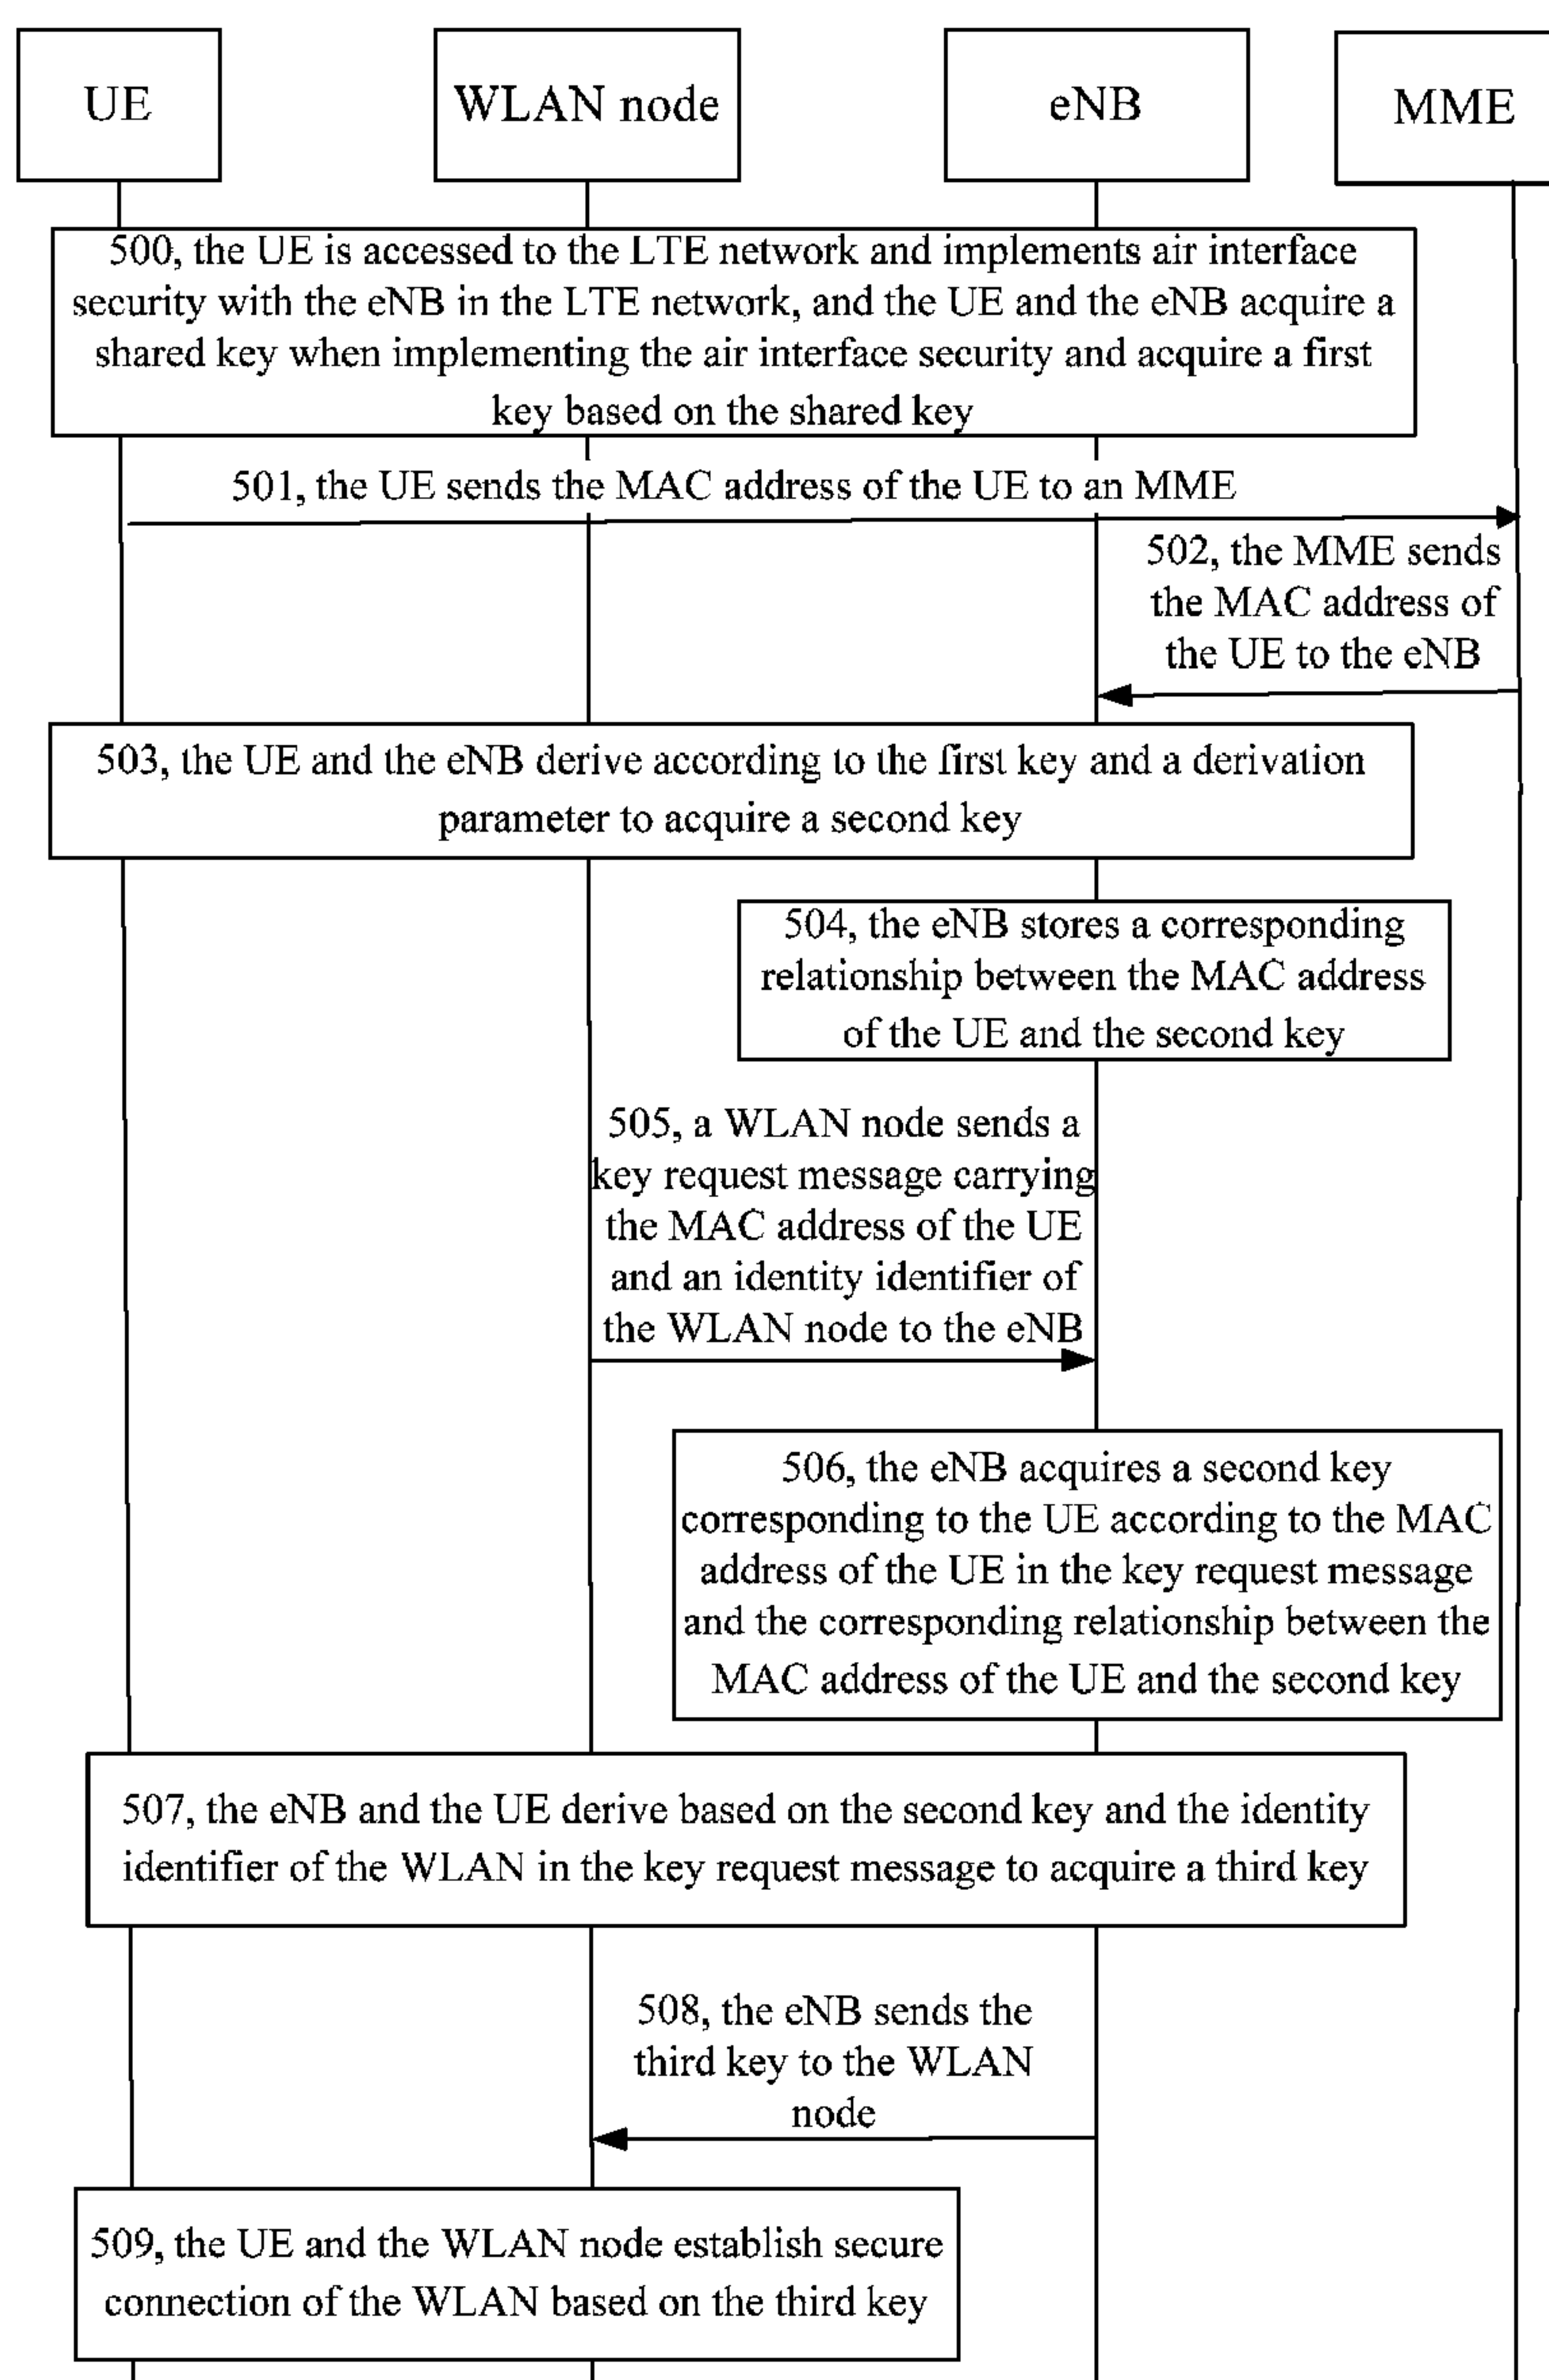 UE
WLAN node
eNB
MME
500, the UE is accessed to the LTE network and implements air interface
security with the eNB in the LTE network, and the UE and the eNB acquire a
shared key when implementing the air interface security and acquire a first
key based on the shared key
501, the UE sends the MAC address of the UE to an MME
502, the MME sends
the MAC address of
the UE to the eNB
503, the UE and the eNB derive according to the first key and a derivation
parameter to acquire a second key
504, the eNB stores a corresponding
relationship between the MAC address
of the UE and the second key
505, a WLAN node sends a
key request message carrying
the MAC address of the UE
and an identity identifier of
the WLAN node to the eNB
506, the eNB acquires a second key
corresponding to the UE according to the MAC
address of the UE in the key request message
and the corresponding relationship between the
MAC address of the UE and the second key
507, the eNB and the UE derive based on the second key and the identity
identifier of the WLAN in the key request message to acquire a third key
508, the eNB sends the
third key to the WLAN
node
509, the UE and the WLAN node establish secure
connection of the WLAN based on the third key